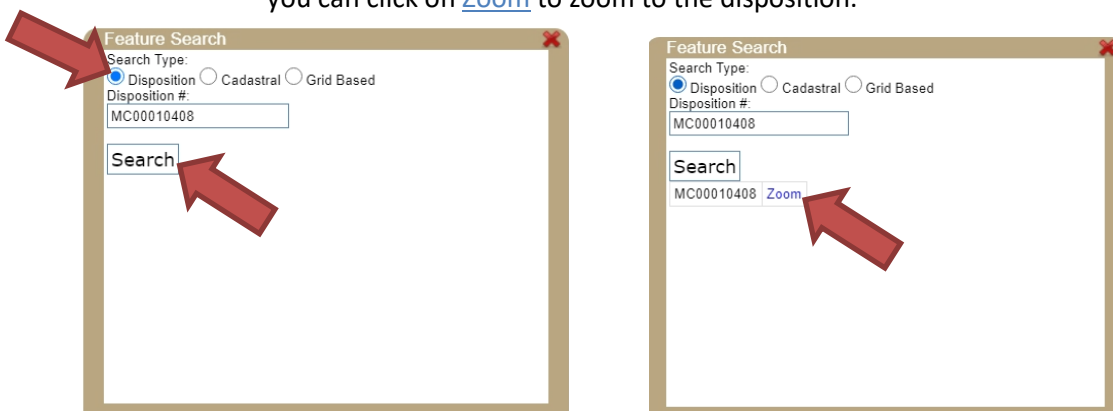 you can click on Zoom to zoom to the disposition.
Feature Search
Search Type:
Disposition Cadastral Grid Based
Disposition #:
MC00010408
Search
Feature Search
Search Type:
Disposition Cadastral Grid Based
Disposition #:
MC00010408
Search
MC00010408 Zoom